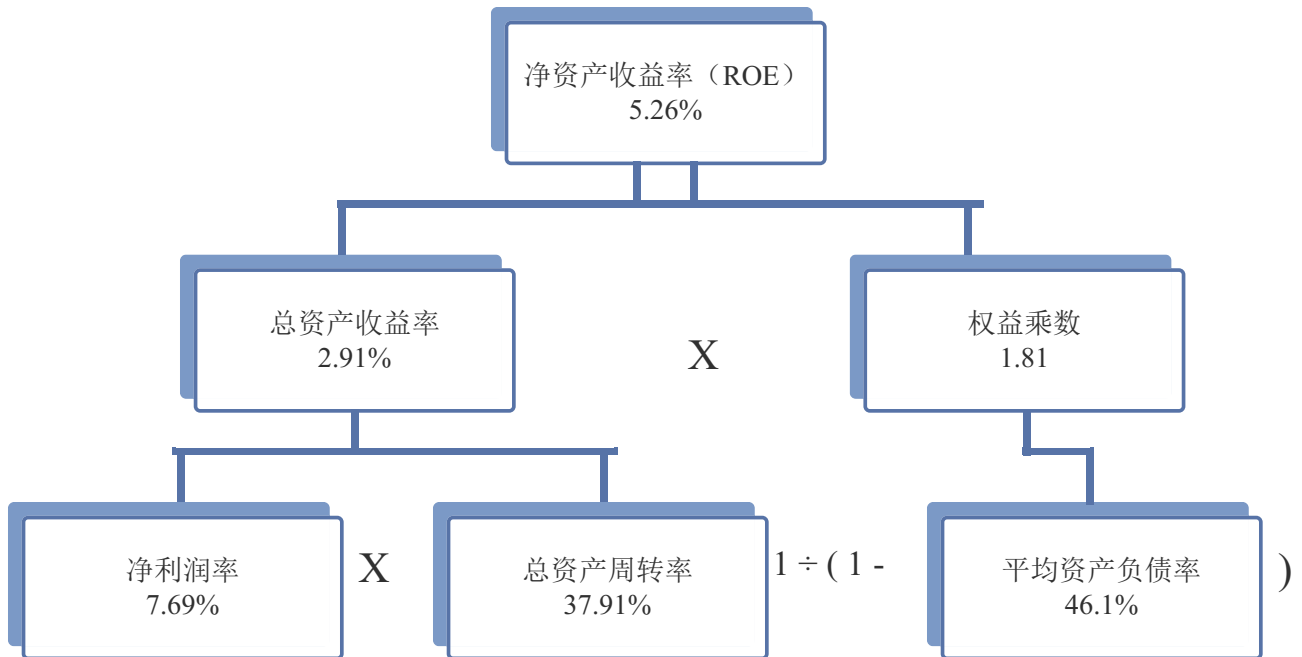 净资产收益率（ROE）
5.26%
总资产收益率
2.91%
X
权益乘数
1.81
净利润率
7.69%
X
总资产周转率
37.91%
1 ÷ ( 1 -
平均资产负债率
46.1%
)